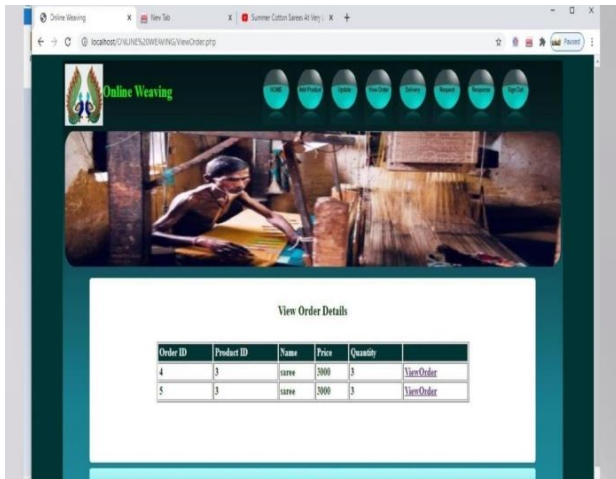 Online Weaving
New Tab
Summer Cotton Sarees At Very L
localhost/ONLINE%20WEAVING/ViewOrder.php
Paused
Online Weaving
HOME Add Product Update View Order Delivery Request Response Sign Out
View Order Details
Order ID Product ID Name Price Quantity
4 3 saree 3000 3 ViewOrder
5 3 saree 3000 3 ViewOrder